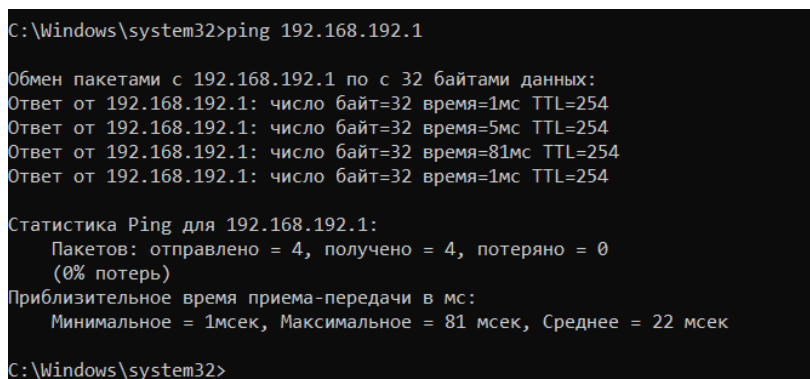 C:\Windows\system32>ping 192.168.192.1
Обмен пакетами с 192.168.192.1 по с 32 байтами данных:
Ответ от 192.168.192.1: число байт=32 время=1мс TTL=254
Ответ от 192.168.192.1: число байт=32 время=5мс TTL=254
Ответ от 192.168.192.1: число байт=32 время=81мс TTL=254
Ответ от 192.168.192.1: число байт=32 время=1мс TTL=254
Статистика Ping для 192.168.192.1:
Пакетов: отправлено = 4, получено = 4, потеряно = 0
(0% потерь)
Приблизительное время приема-передачи в мс:
Минимальное = 1мсек, Максимальное = 81 мсек, Среднее = 22 мсек
C:\Windows\system32>